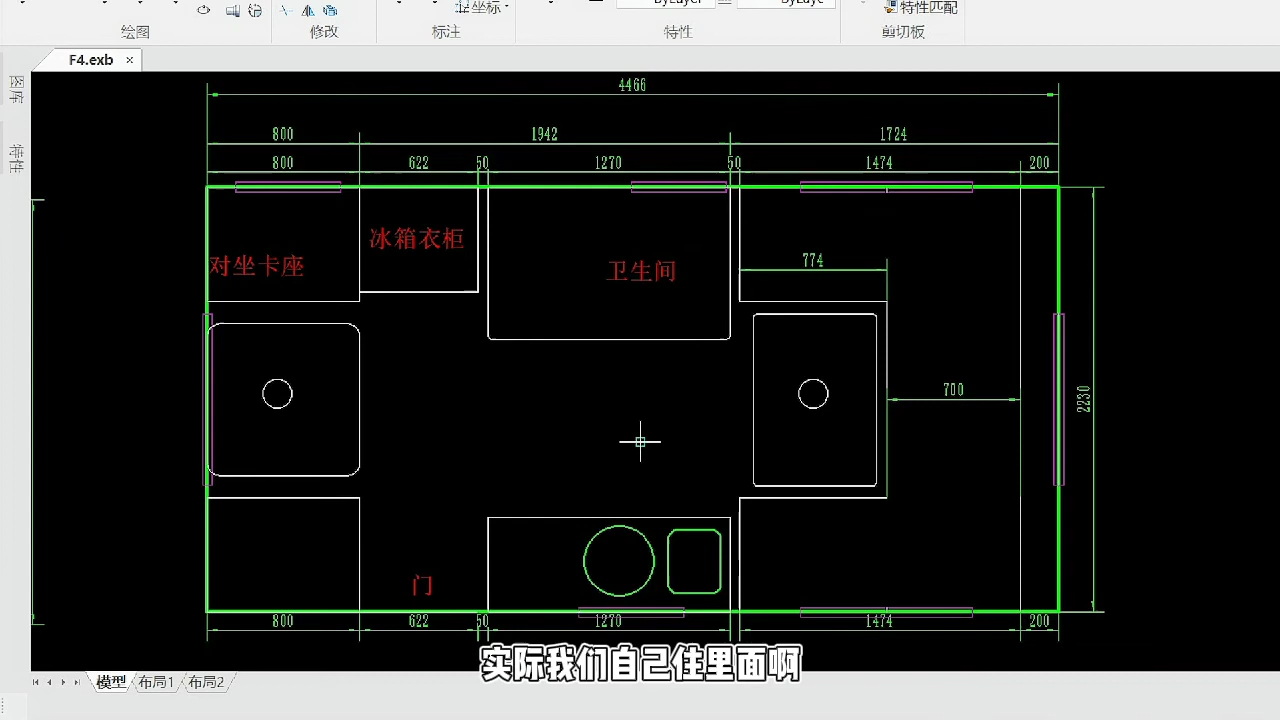 坐标
ByLayer
特性匹配
绘图
修改
标注
特性
剪切板
F4.exb ×
图库
特性
4466
800 1942 1724
800 622 50 1270 50 1474 200
冰箱衣柜
对坐卡座
卫生间
774
700
2230
门
800 622 50 1270 1474 200
实际我们自己住里面啊
模型 布局1 布局2